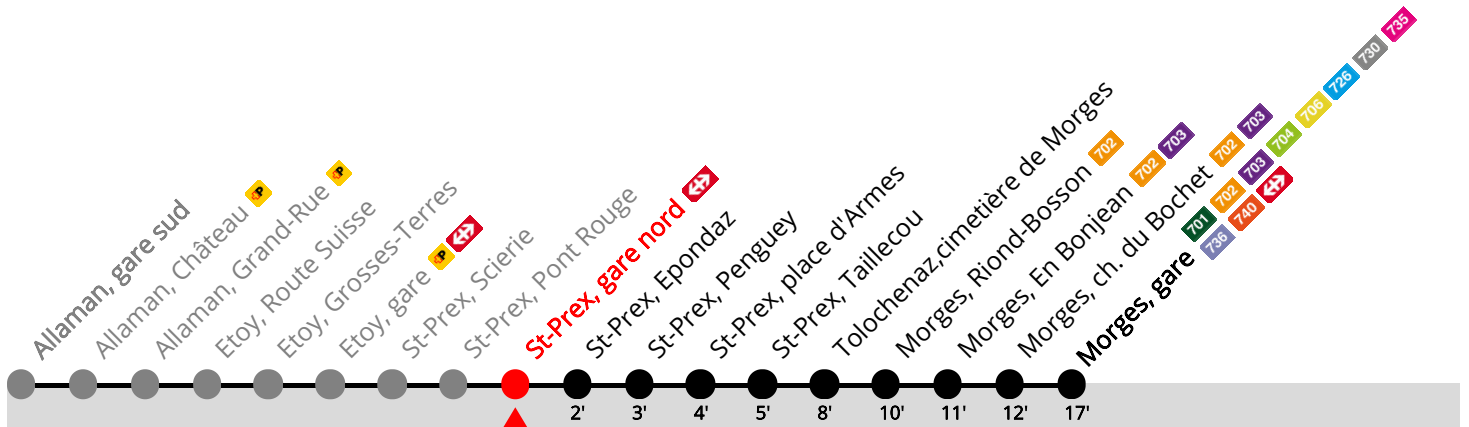 Allaman, gare sud
Allaman, Château P
Allaman, Grand-Rue P
Etoy, Route Suisse
Etoy, Grosses-Terres
Etoy, gare P
St-Prex, Scierie
St-Prex, Pont Rouge
St-Prex, gare nord
St-Prex, Epondaz
St-Prex, Penguey
St-Prex, place d'Armes
St-Prex, Taillecou
Tolochenaz,cimetière de Morges
Morges, Riond-Bosson 702
Morges, En Bonjean 702 703
Morges, ch. du Bochet 702 703
Morges, gare 701 702 703 704 706 726 730 735
736 740
2' 3' 4' 5' 8' 10' 11' 12' 17'